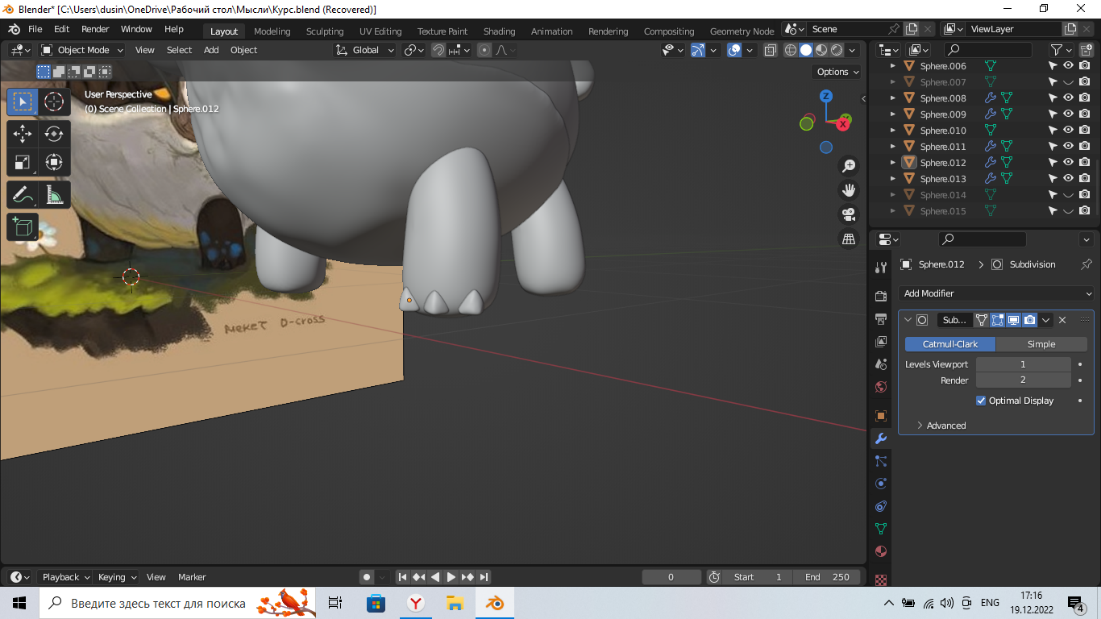 Blender* [C:\Users\dusin\OneDrive\Рабочий стол\Мысли\Курс.blend (Recovered)]
File Edit Render Window Help Layout Modeling Sculpting UV Editing Texture Paint Shading Animation Rendering Compositing Geometry Node Scene ViewLayer
Object Mode View Select Add Object Global
Options
User Perspective
(0) Scene Collection | Sphere.012
Z
X
макет D-cross
Sphere.006
Sphere.007
Sphere.008
Sphere.009
Sphere.010
Sphere.011
Sphere.012
Sphere.013
Sphere.014
Sphere.015
Sphere.012 Subdivision
Add Modifier
Sub...
Catmull-Clark Simple
Levels Viewport 1
Render 2
Optimal Display
Advanced
Playback Keying View Marker 0 Start 1 End 250
Введите здесь текст для поиска
ENG
17:16
19.12.2022
4